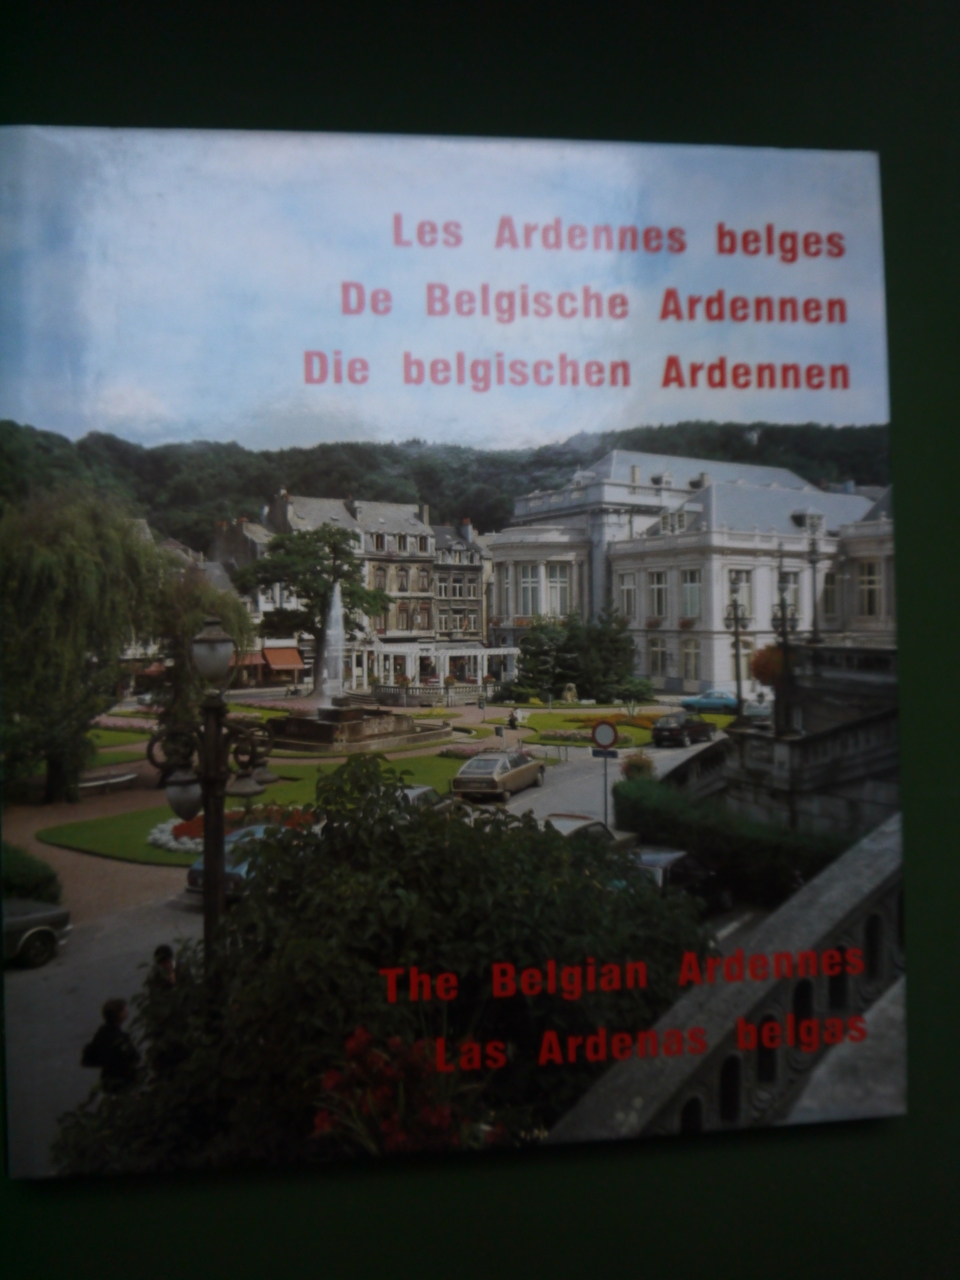 Les Ardennes belges
De Belgische Ardennen
Die belgischen Ardennen
The Belgian Ardennes
Las Ardenas belgas